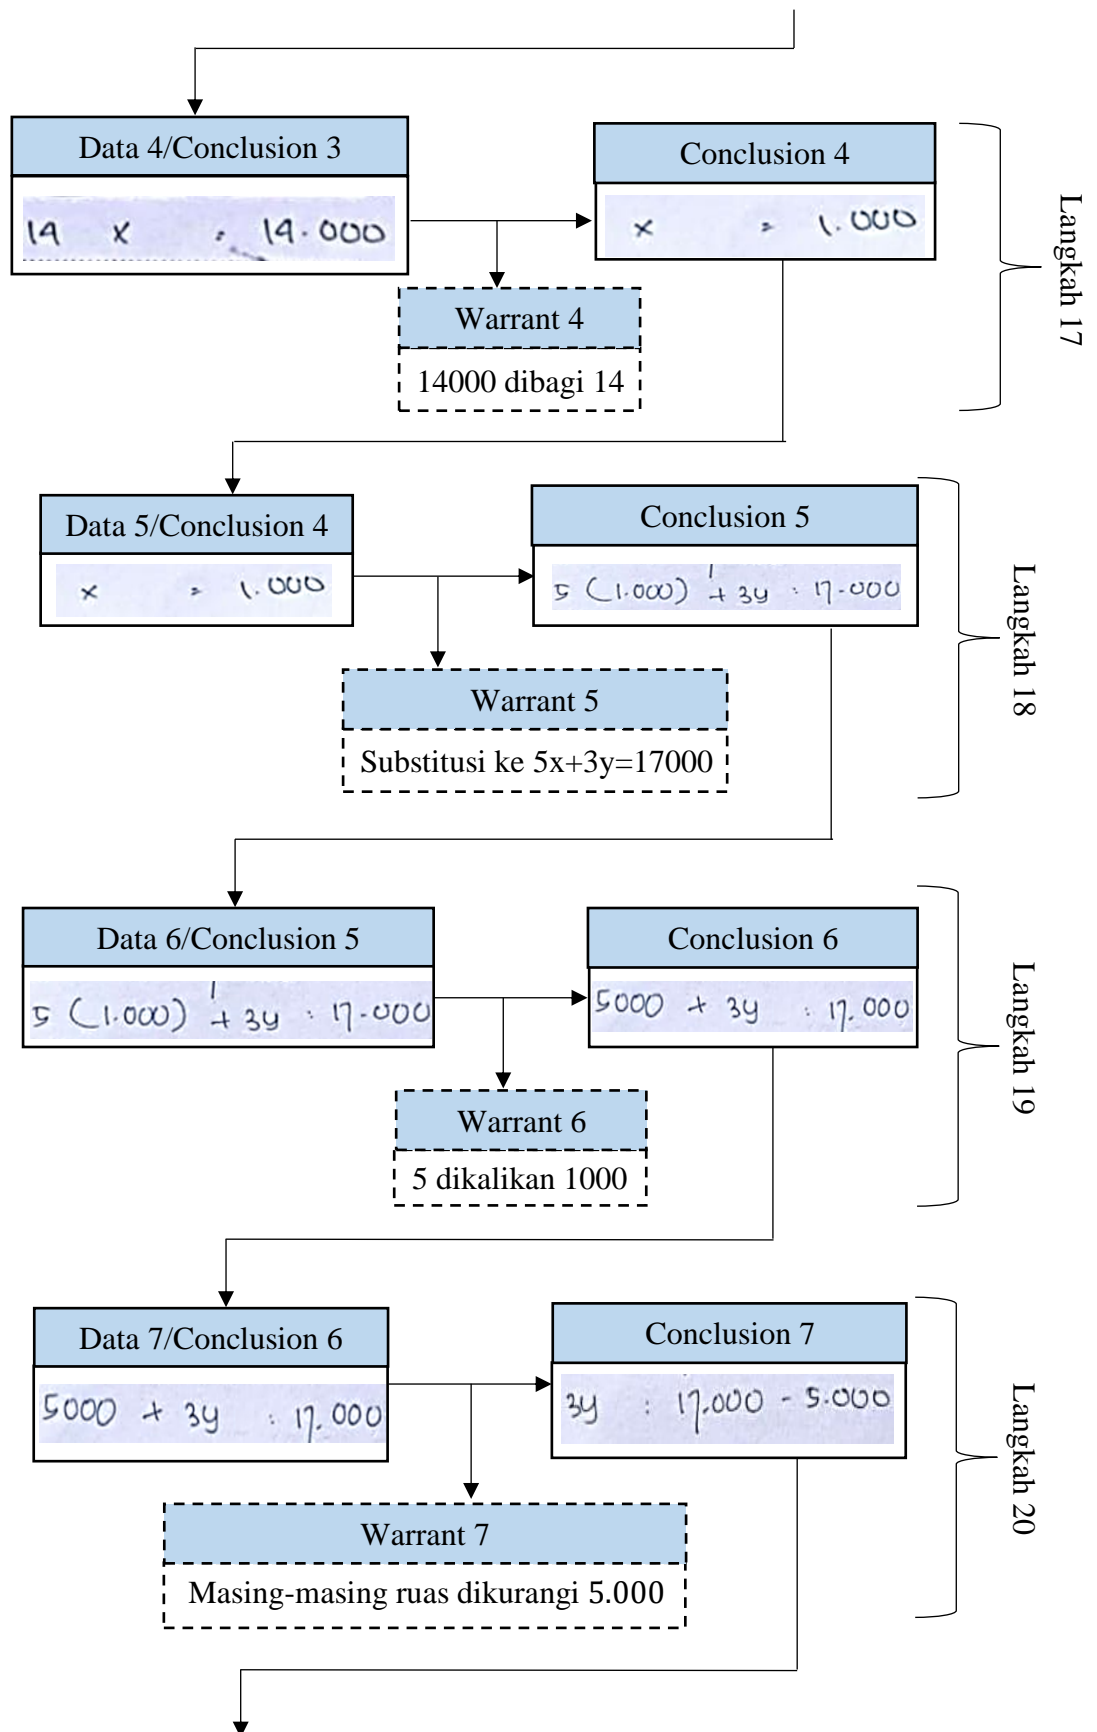 Data 4/Conclusion 3
14 x : 14.000
Conclusion 4
x = 1.000
Warrant 4
14000 dibagi 14
Langkah 17
Data 5/Conclusion 4
x = 1.000
Conclusion 5
5 (1.000) + 3y : 17.000
Warrant 5
Substitusi ke 5x+3y=17000
Langkah 18
Data 6/Conclusion 5
5 (1.000) + 3y : 17.000
Conclusion 6
5000 + 3y : 17.000
Warrant 6
5 dikalikan 1000
Langkah 19
Data 7/Conclusion 6
5000 + 3y : 17.000
Conclusion 7
3y : 17.000 - 5.000
Warrant 7
Masing-masing ruas dikurangi 5.000
Langkah 20